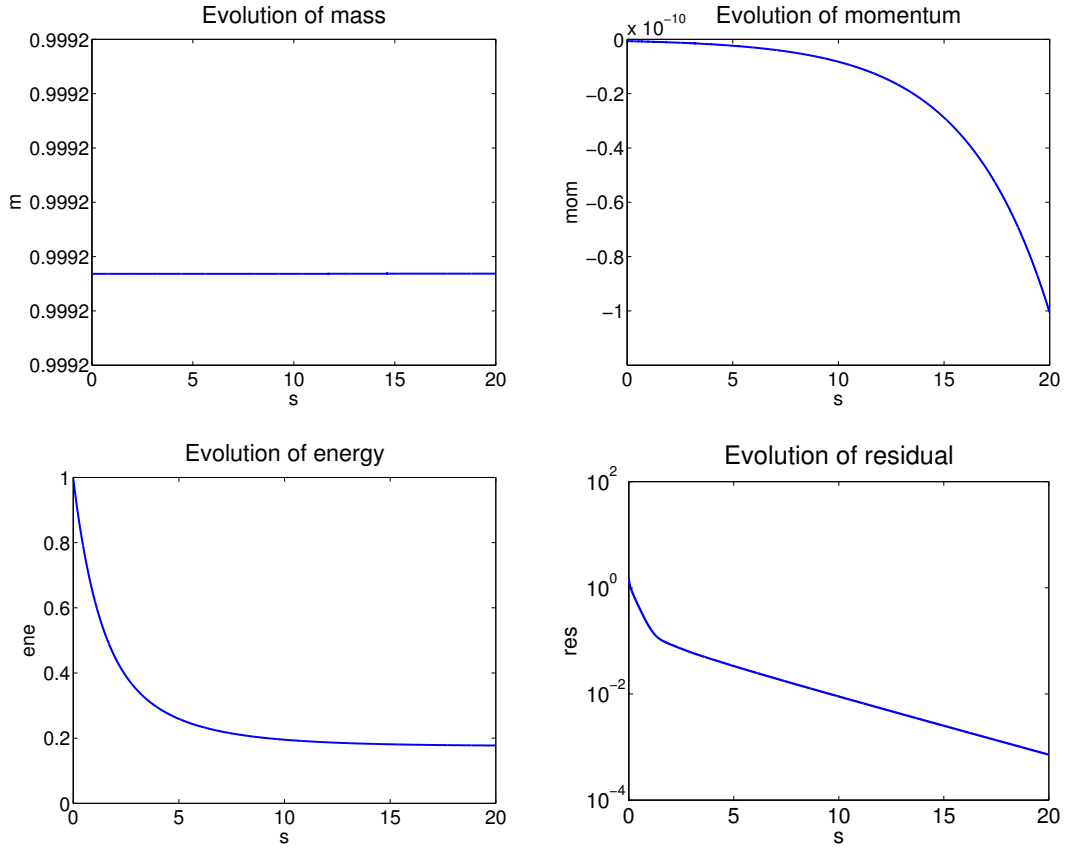 Evolution of mass
0.9992
0.9992
0.9992
0.9992
0.9992
0.9992
0.9992
m
0 5 10 15 20
s
Evolution of momentum
x 10^-10
0
−0.2
−0.4
−0.6
−0.8
−1
mom
0 5 10 15 20
s
Evolution of energy
1
0.8
0.6
0.4
0.2
0
ene
0 5 10 15 20
s
Evolution of residual
10^2
10^0
10^-2
10^-4
res
0 5 10 15 20
s